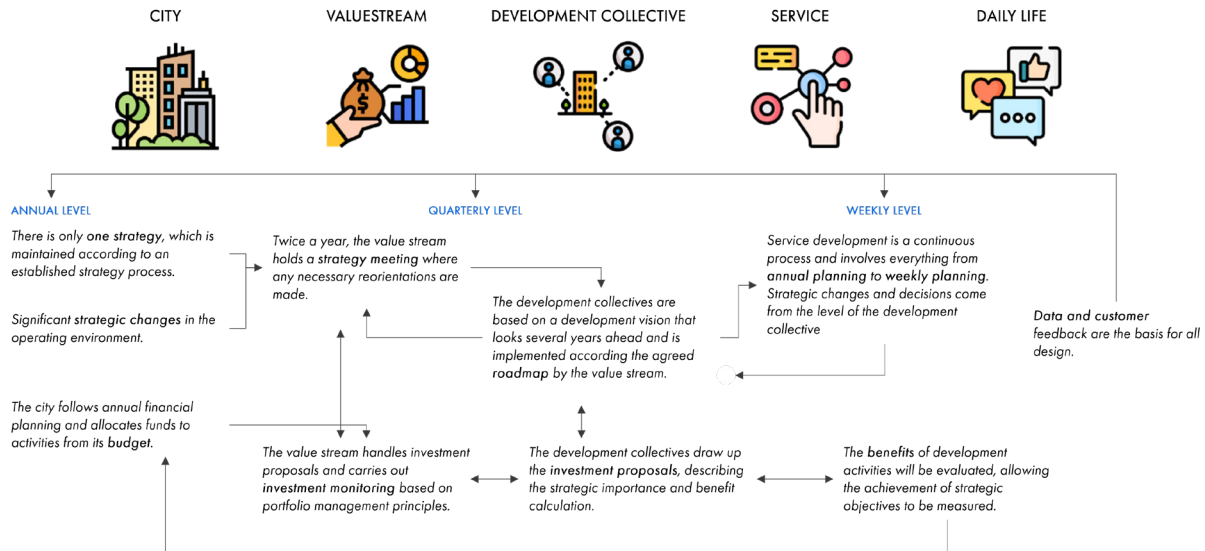 CITY
VALUESTREAM
DEVELOPMENT COLLECTIVE
SERVICE
DAILY LIFE
$
ANNUAL LEVEL
There is only one strategy, which is
maintained according to an
established strategy process.
Significant strategic changes in the
operating environment.
The city follows annual financial
planning and allocates funds to
activities from its budget.
QUARTERLY LEVEL
Twice a year, the value stream
holds a strategy meeting where
any necessary reorientations are
made.
The development collectives are
based on a development vision that
looks several years ahead and is
implemented according the agreed
roadmap by the value stream.
The value stream handles investment
proposals and carries out
investment monitoring based on
portfolio management principles.
The development collectives draw up
the investment proposals, describing
the strategic importance and benefit
calculation.
WEEKLY LEVEL
Service development is a continuous
process and involves everything from
annual planning to weekly planning.
Strategic changes and decisions come
from the level of the development
collective
The benefits of development
activities will be evaluated, allowing
the achievement of strategic
objectives to be measured.
Data and customer
feedback are the basis for all
design.